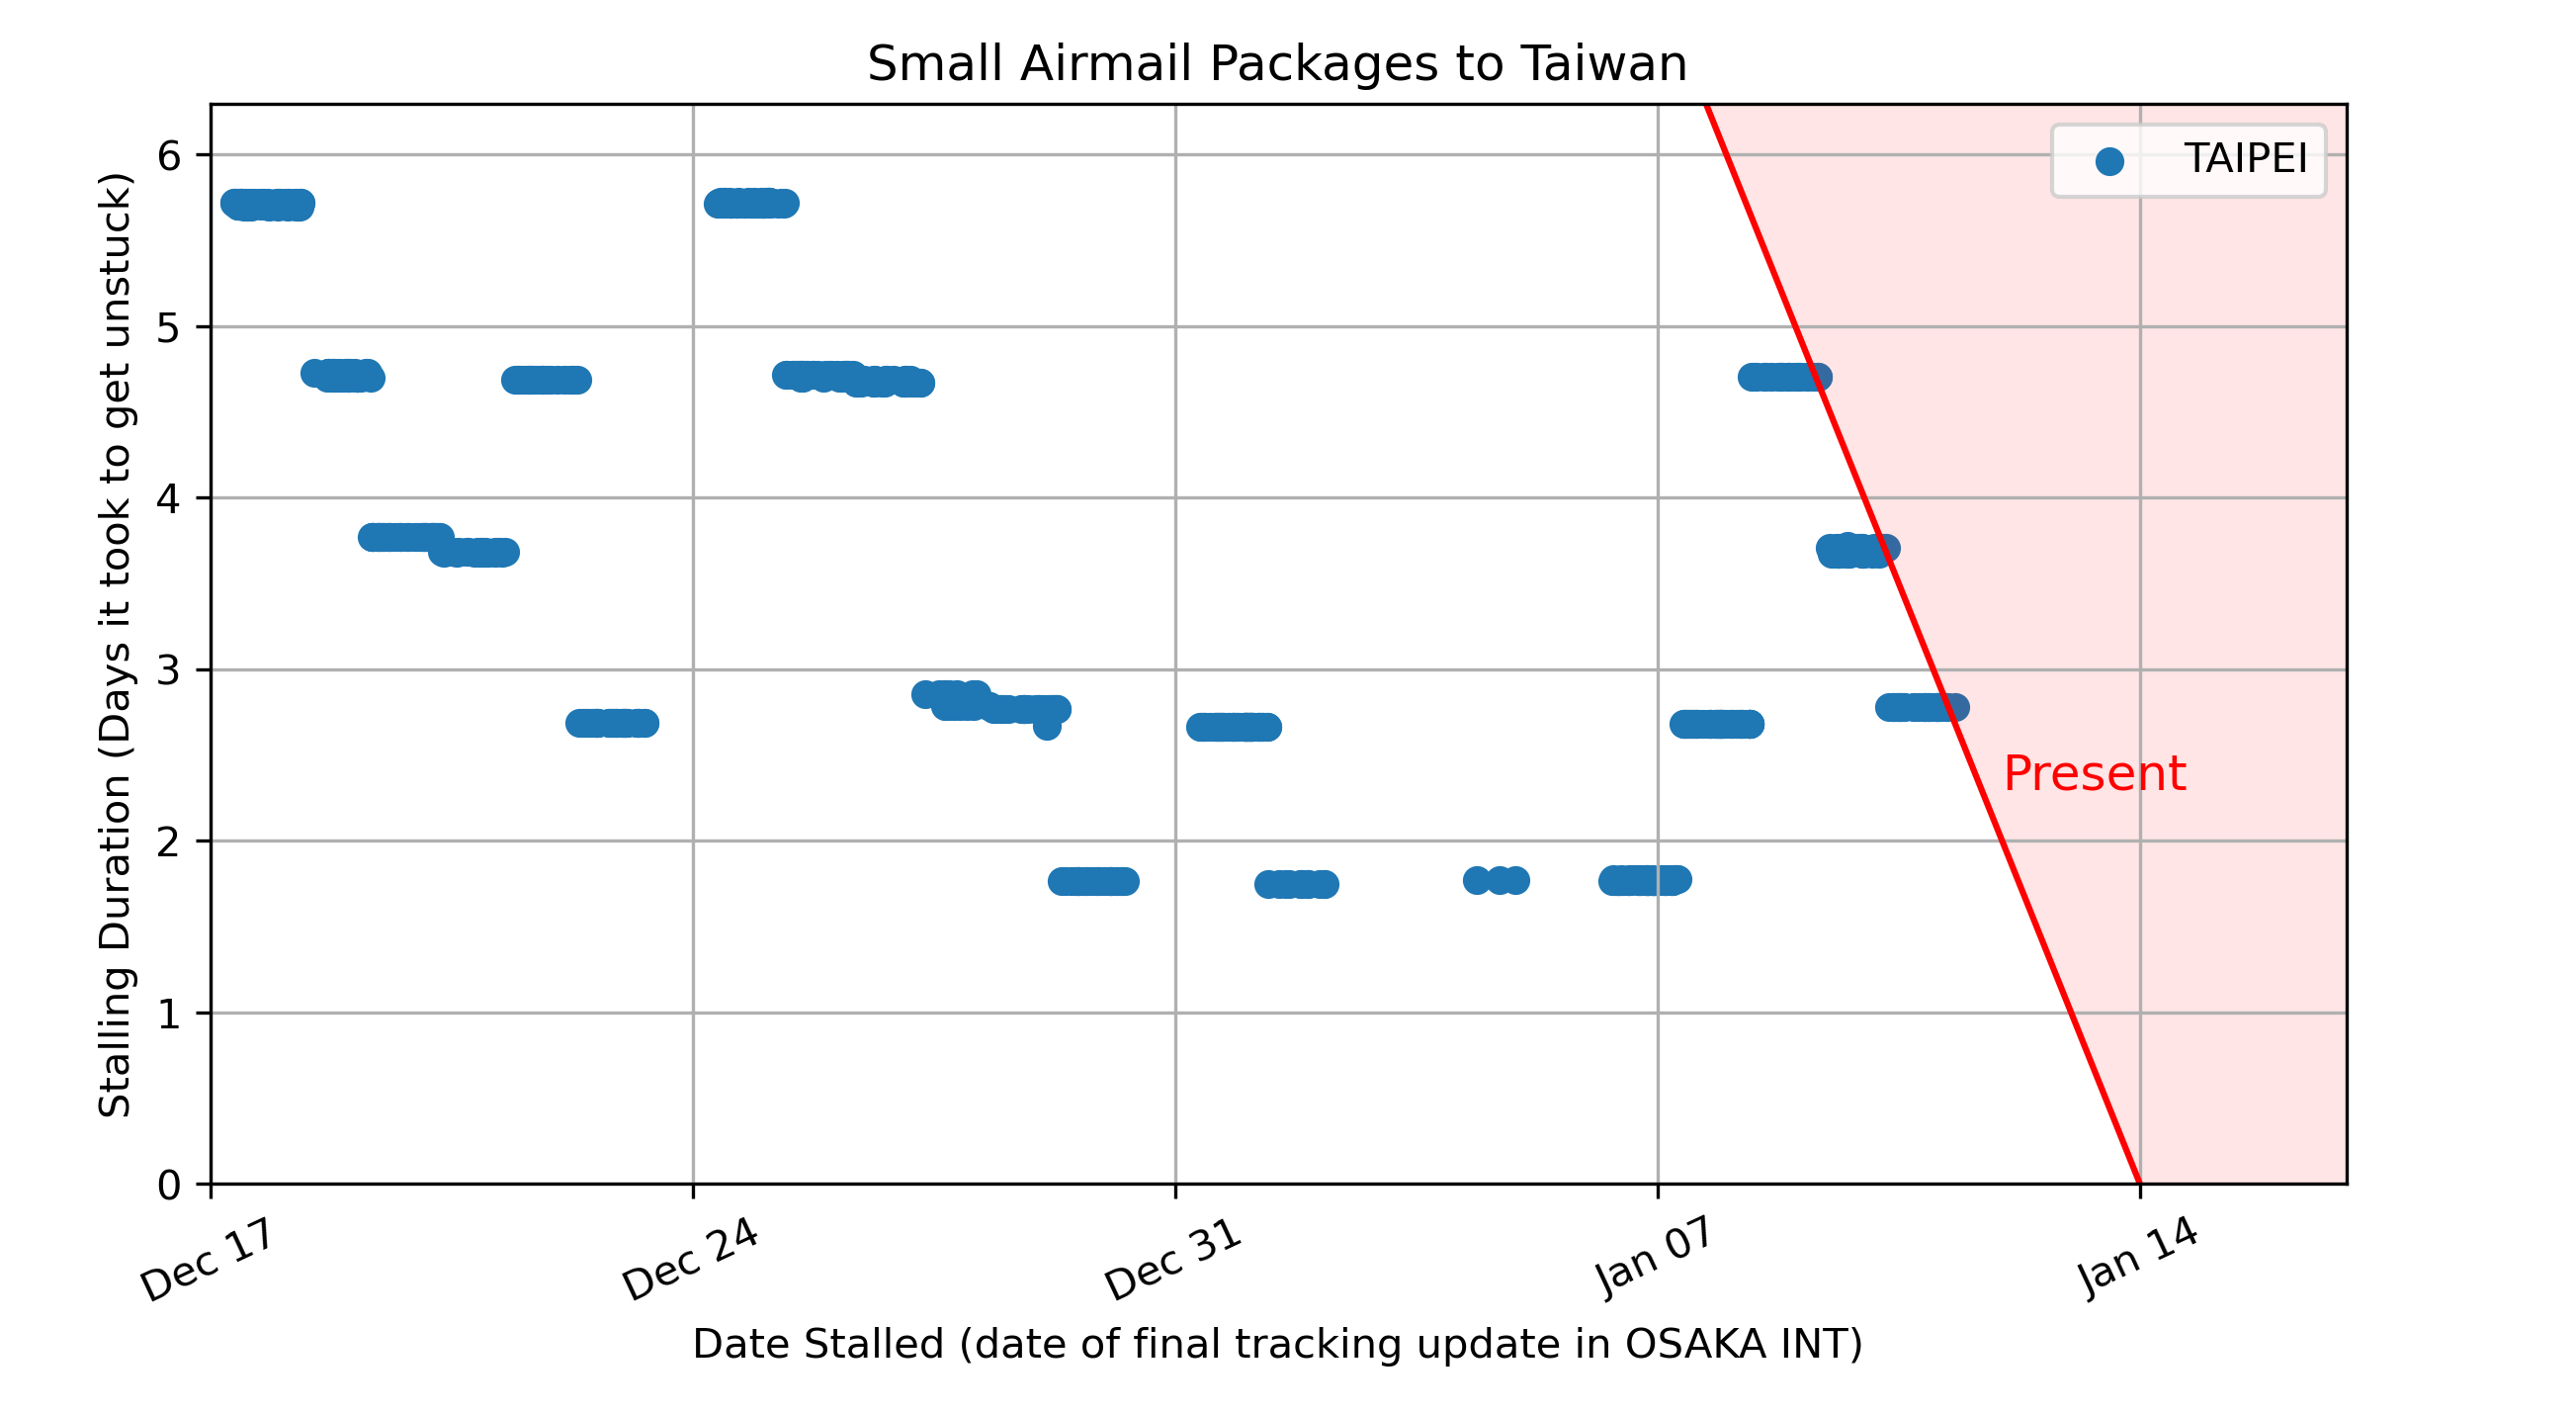 Small Airmail Packages to Taiwan
Stalling Duration (Days it took to get unstuck)
6
5
4
3
2
1
0
TAIPEI
Present
Dec 17
Dec 24
Dec 31
Jan 07
Jan 14
Date Stalled (date of final tracking update in OSAKA INT)